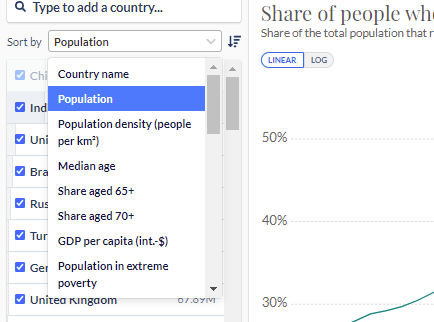 Type to add a country...
Share of people who
Share of the total population that r
Sort by
Population
LINEAR
LOG
Country name
Population
Population density (people
per km²)
Median age
Share aged 65+
Share aged 70+
GDP per capita (int.-$)
Population in extreme
poverty
Chi
Ind
Uni
Bra
Rus
Tur
Ger
United Kingdom
67.89M
50%
40%
30%